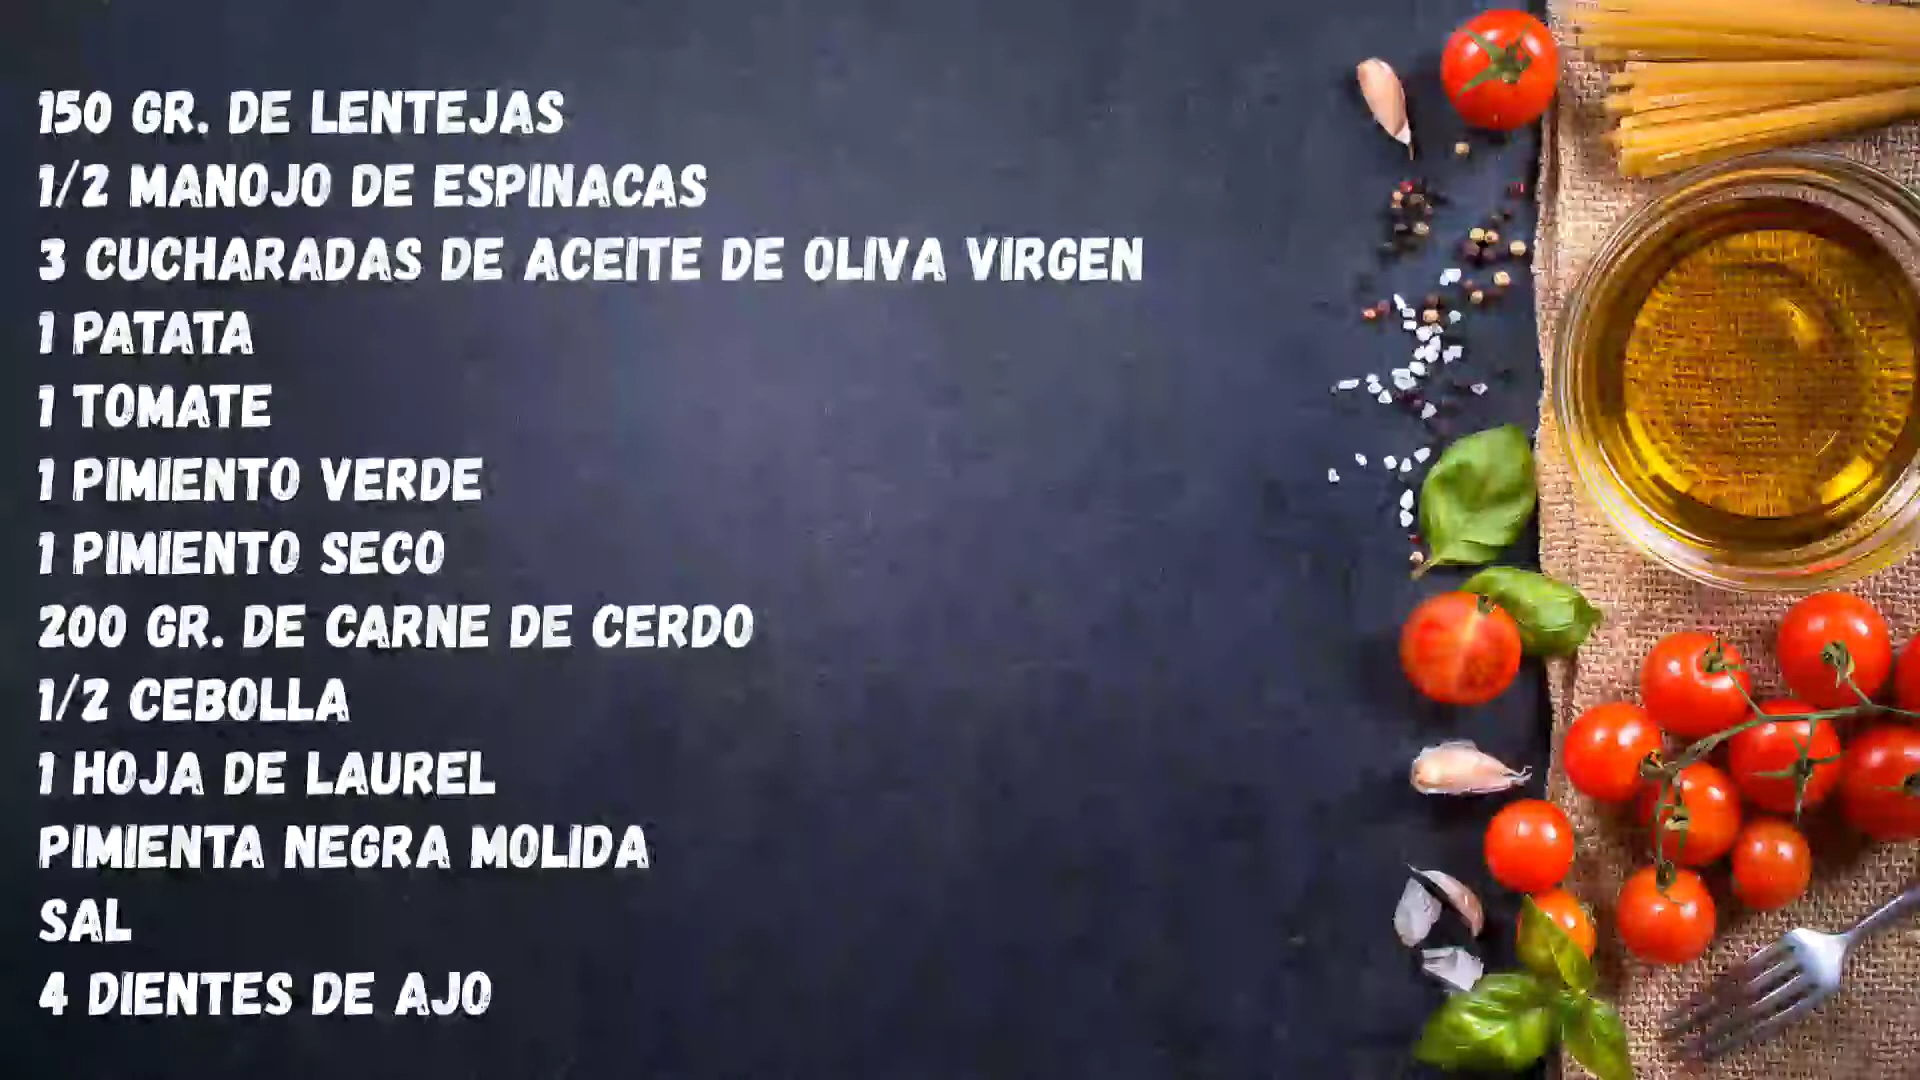 150 GR. DE LENTEJAS
1/2 MANOJO DE ESPINACAS
3 CUCHARADAS DE ACEITE DE OLIVA VIRGEN
1 PATATA
1 TOMATE
1 PIMIENTO VERDE
1 PIMIENTO SECO
200 GR. DE CARNE DE CERDO
1/2 CEBOLLA
1 HOJA DE LAUREL
PIMIENTA NEGRA MOLIDA
SAL
4 DIENTES DE AJO